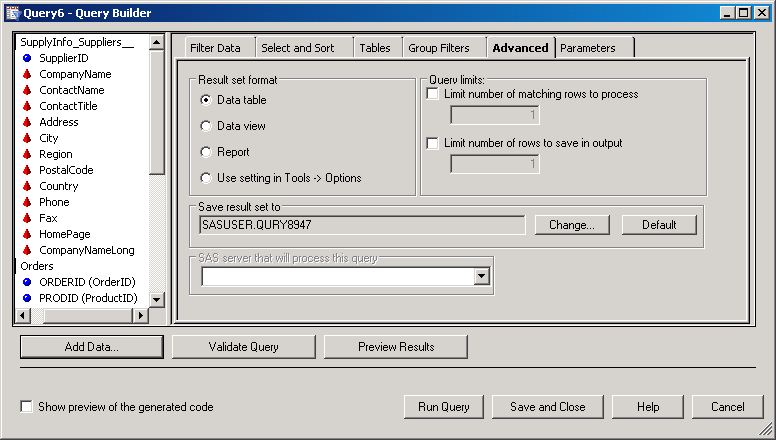 Query6 - Query Builder
SupplyInfo_Suppliers__
SupplierID
CompanyName
ContactName
ContactTitle
Address
City
Region
PostalCode
Country
Phone
Fax
HomePage
CompanyNameLong
Orders
ORDERID (OrderID)
PRODID (ProductID)
Filter Data
Select and Sort
Tables
Group Filters
Advanced
Parameters
Result set format
Data table
Data view
Report
Use setting in Tools -> Options
Query limits:
Limit number of matching rows to process
1
Limit number of rows to save in output
1
Save result set to
SASUSER.QURY8947
Change...
Default
SAS server that will process this query
Add Data...
Validate Query
Preview Results
Show preview of the generated code
Run Query
Save and Close
Help
Cancel